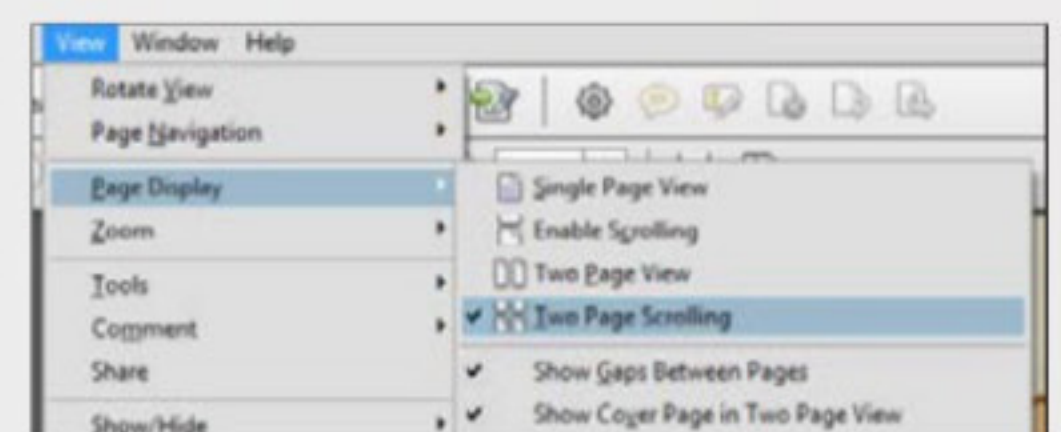 View Window Help
Rotate View
Page Navigation
Page Display
Zoom
Tools
Comment
Share
Show/Hide
Single Page View
Enable Scrolling
Two Page View
Two Page Scrolling
Show Gaps Between Pages
Show Cover Page in Two Page View